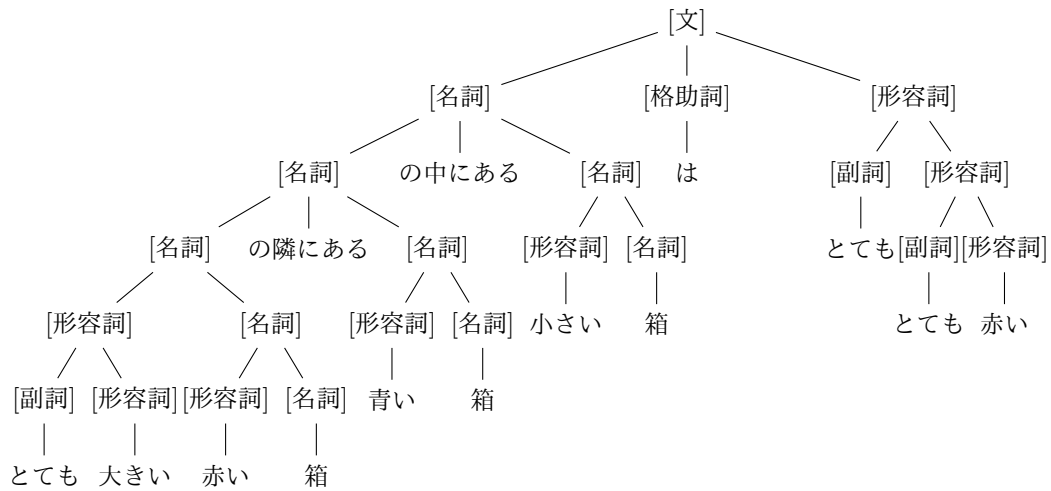 [文]
[名詞] [格助詞] [形容詞]
[名詞] の中にある [名詞] は [副詞] [形容詞]
[名詞] の隣にある [名詞] [形容詞] [名詞] とても [副詞] [形容詞]
[形容詞] [名詞] [形容詞] [名詞] 小さい 箱 とても 赤い
[副詞] [形容詞] [形容詞] [名詞] 青い 箱
とても 大きい 赤い 箱